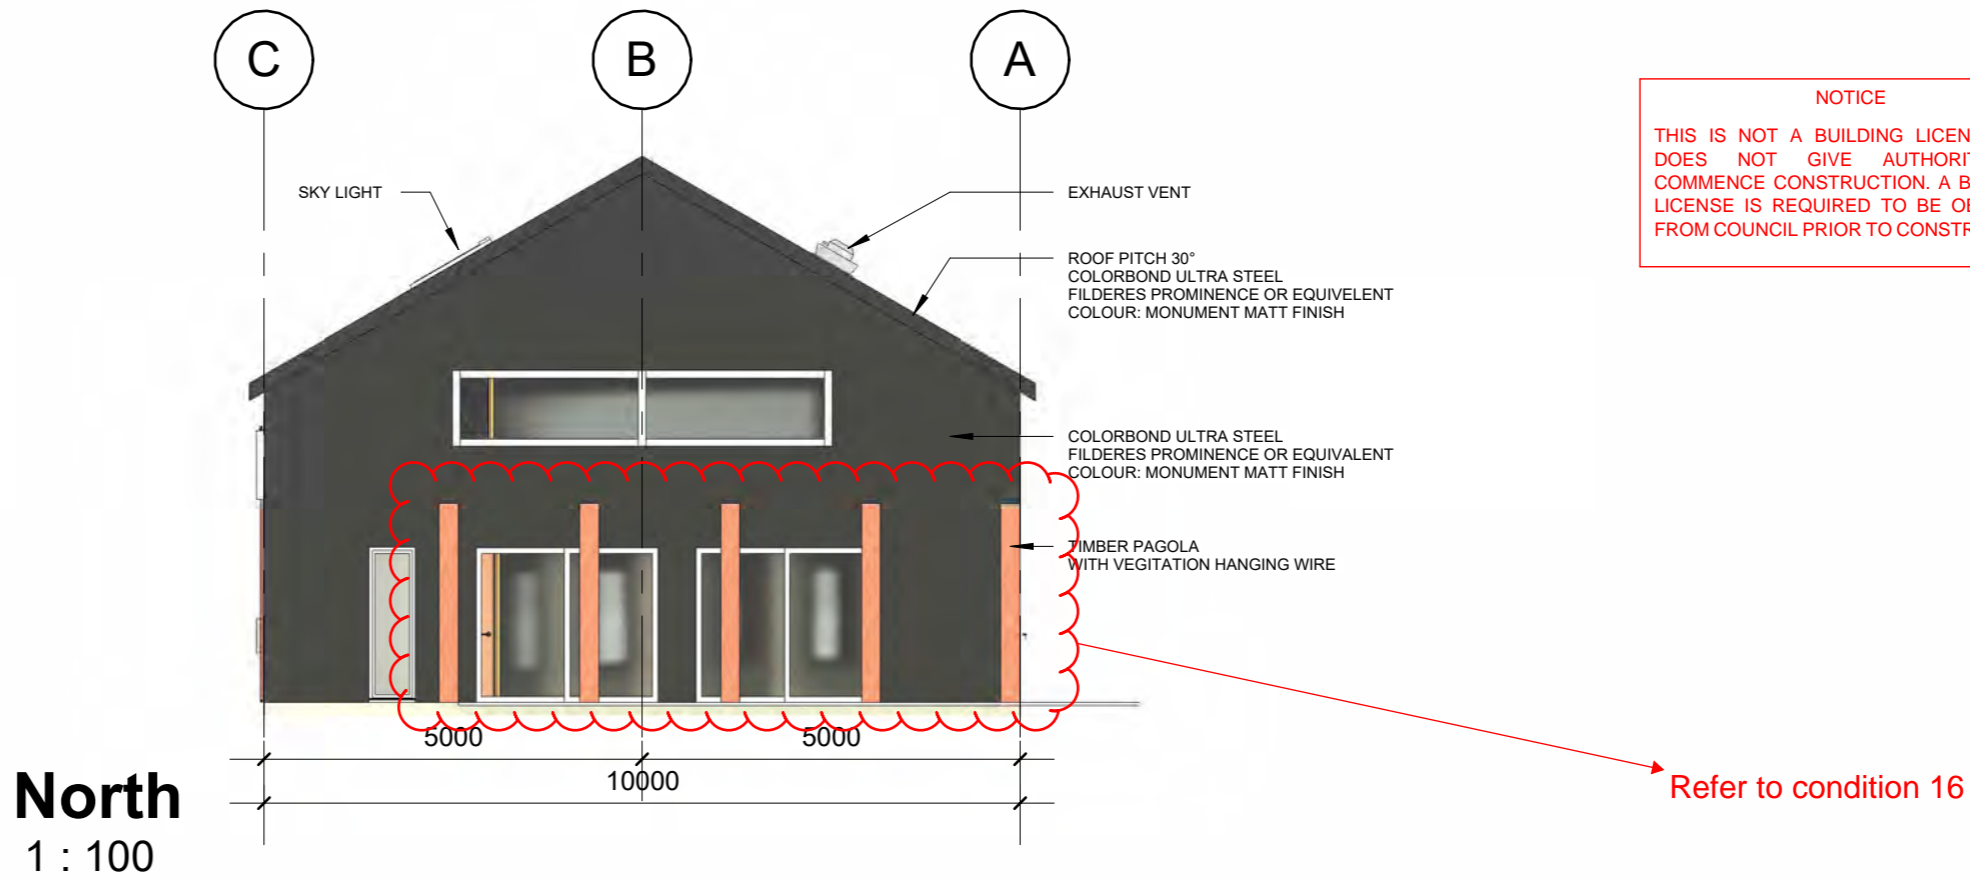 C
B
A
NOTICE
THIS IS NOT A BUILDING
DOES NOT GIVE
COMMENCE CONSTRUCTION. A
LICENSE IS REQUIRED TO BE
FROM COUNCIL PRIOR TO
SKY LIGHT
EXHAUST VENT
ROOF PITCH 30°
COLORBOND ULTRA STEEL
FILDERES PROMINENCE OR EQUIVELENT
COLOUR: MONUMENT MATT FINISH
COLORBOND ULTRA STEEL
FILDERES PROMINENCE OR EQUIVALENT
COLOUR: MONUMENT MATT FINISH
TIMBER PAGOLA
WITH VEGITATION HANGING WIRE
5000
5000
10000
North
1 : 100
Refer to condition 16